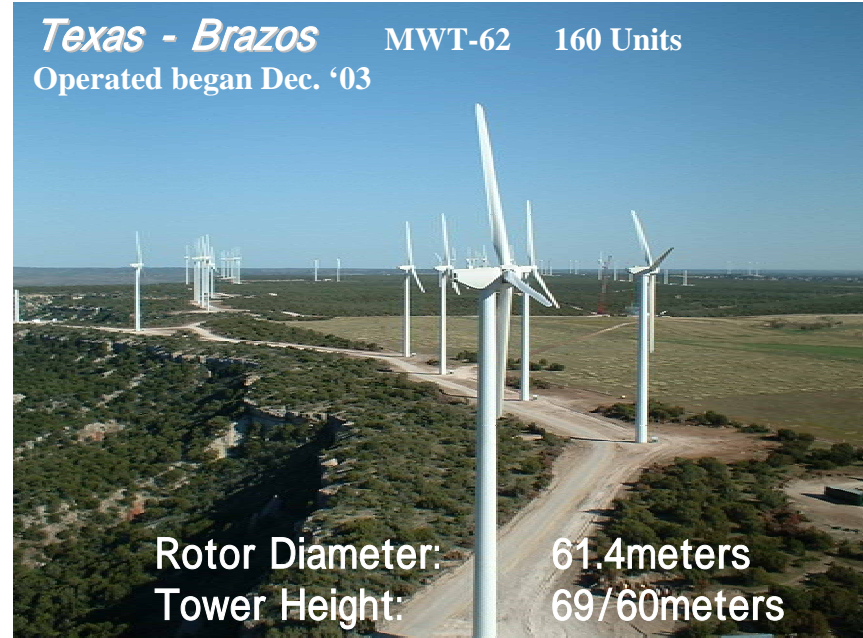 Texas - Brazos MWT-62 160 Units
Operated began Dec. ‘03
Rotor Diameter: 61.4meters
Tower Height: 69/60meters